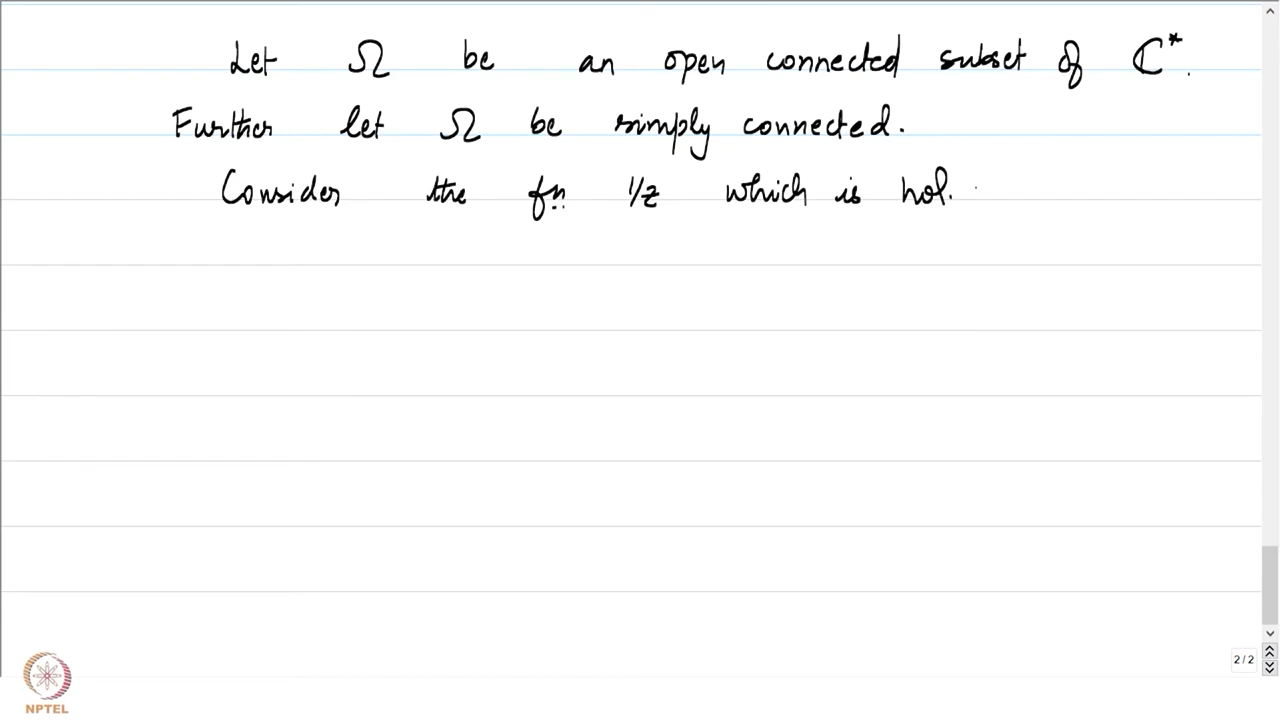 Let Ω be an open connected subset of ℂ*.
Further let Ω be simply connected.
Consider the fn 1/z which is hol.
2/2
NPTEL